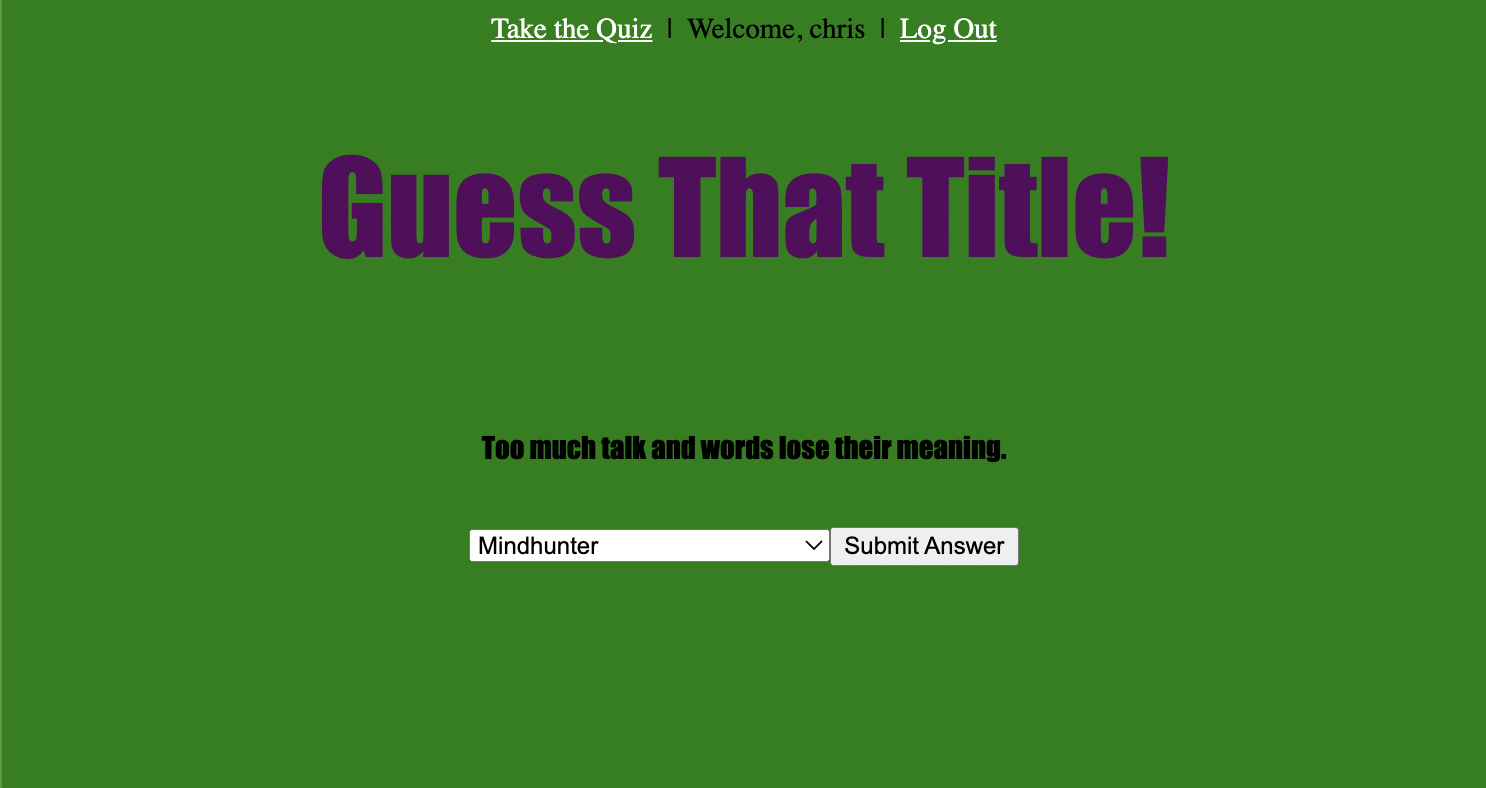 Take the Quiz | Welcome, chris | Log Out
Guess That Title!
Too much talk and words lose their meaning.
Mindhunter Submit Answer